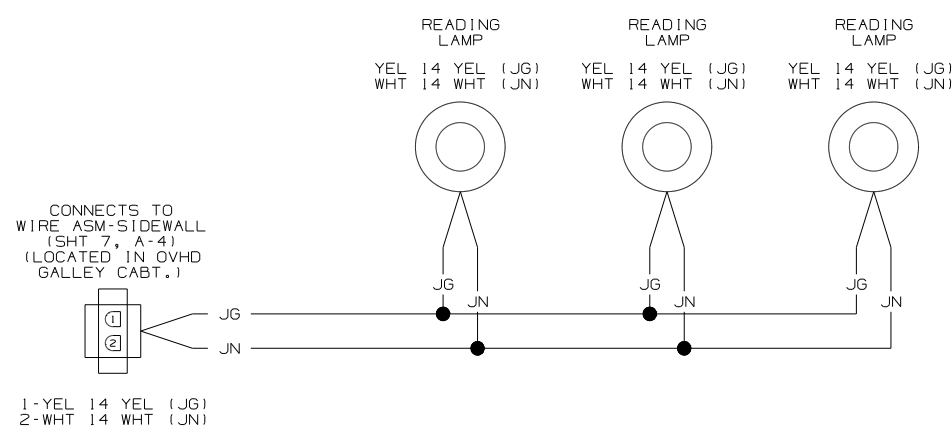 READING
LAMP
YEL 14 YEL (JG)
WHT 14 WHT (JN)
READING
LAMP
YEL 14 YEL (JG)
WHT 14 WHT (JN)
READING
LAMP
YEL 14 YEL (JG)
WHT 14 WHT (JN)
CONNECTS TO
WIRE ASM-SIDEWALL
(SHT 7, A-4)
(LOCATED IN OVHD
GALLEY CABT.)
JG
JN
JG
JN
JG
JN
1
JG
2
JN
1-YEL 14 YEL (JG)
2-WHT 14 WHT (JN)